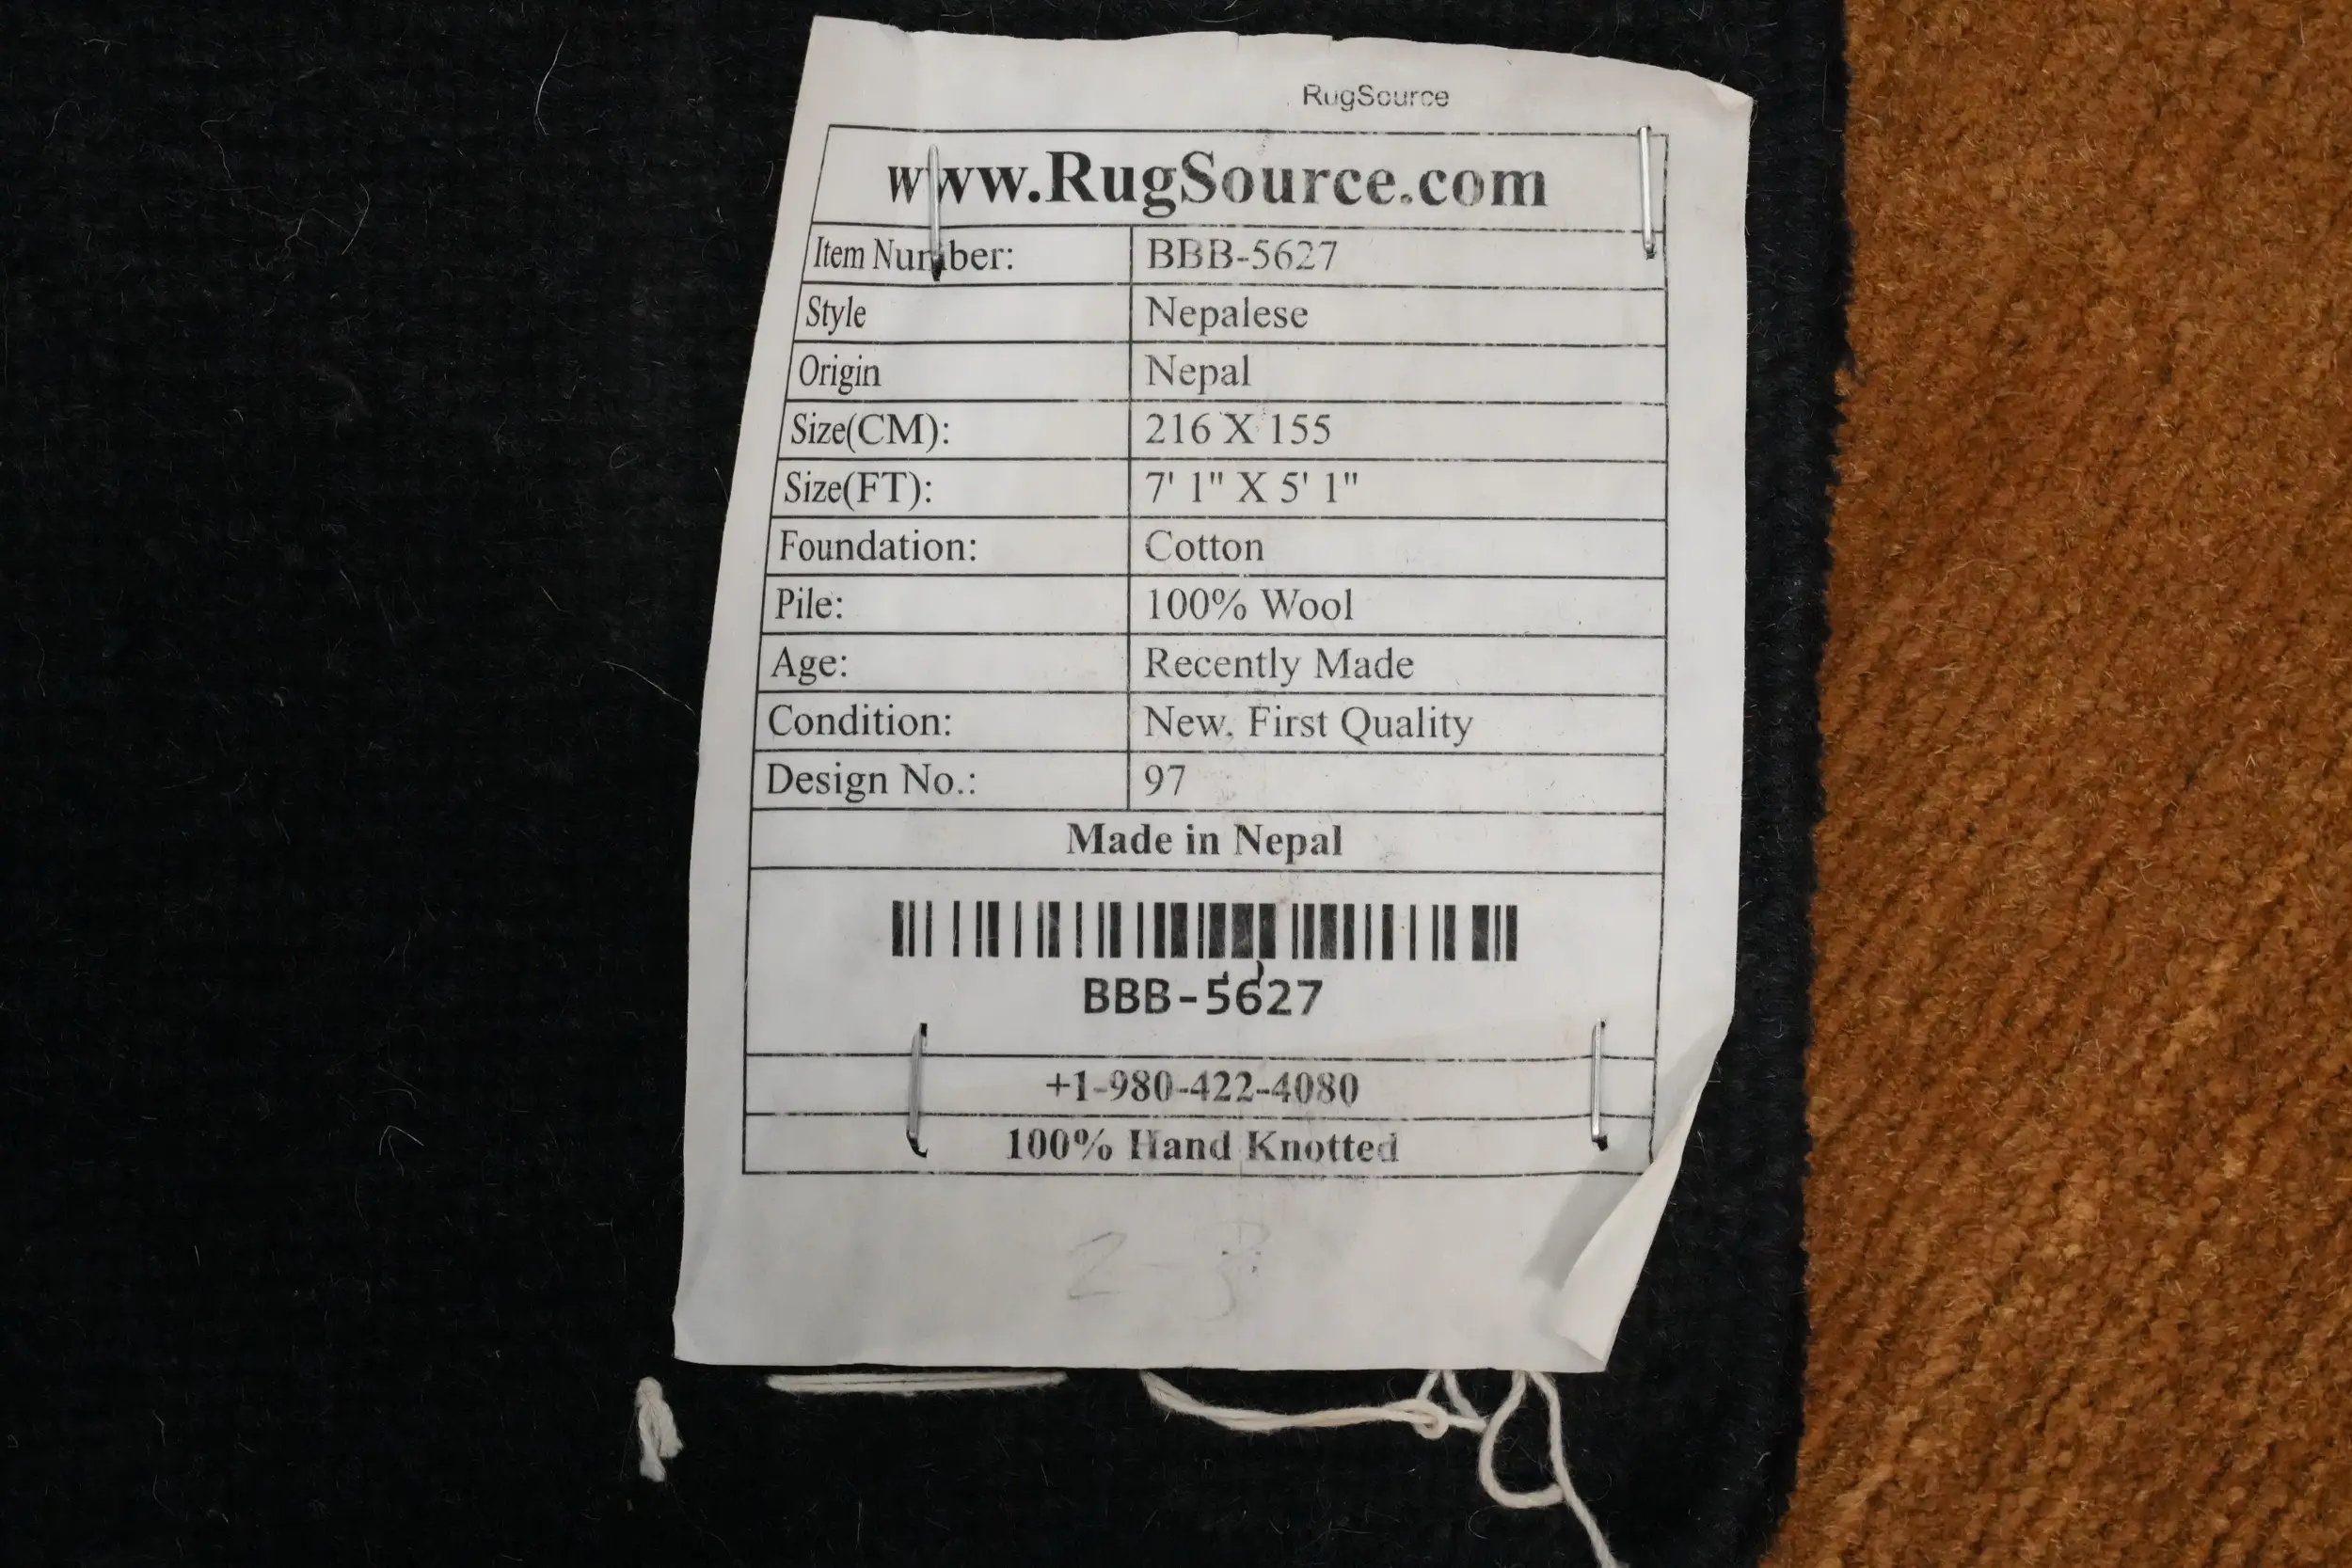 RugSource
www.RugSource.com
Item Number: BBB-5627
Style Nepalese
Origin Nepal
Size(CM): 216 X 155
Size(FT): 7' 1" X 5' 1"
Foundation: Cotton
Pile: 100% Wool
Age: Recently Made
Condition: New, First Quality
Design No.: 97
Made in Nepal
BBB-5627
+1-980-422-4080
100% Hand Knotted